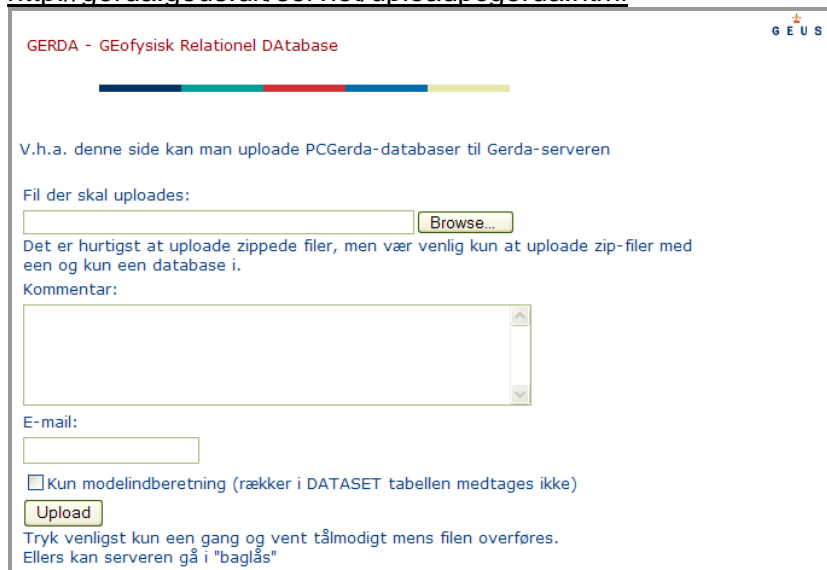 GEUS
GERDA - GEofysisk Relationel DAtabase
V.h.a. denne side kan man uploade PCGerda-databaser til Gerda-serveren
Fil der skal uploades:
Browse...
Det er hurtigst at uploade zippede filer, men vær venlig kun at uploade zip-filer med
een og kun een database i.
Kommentar:
E-mail:
Kun modelindberetning (rækker i DATASET tabellen medtages ikke)
Upload
Tryk venligst kun een gang og vent tålmodigt mens filen overføres.
Ellers kan serveren gå i "baglås"